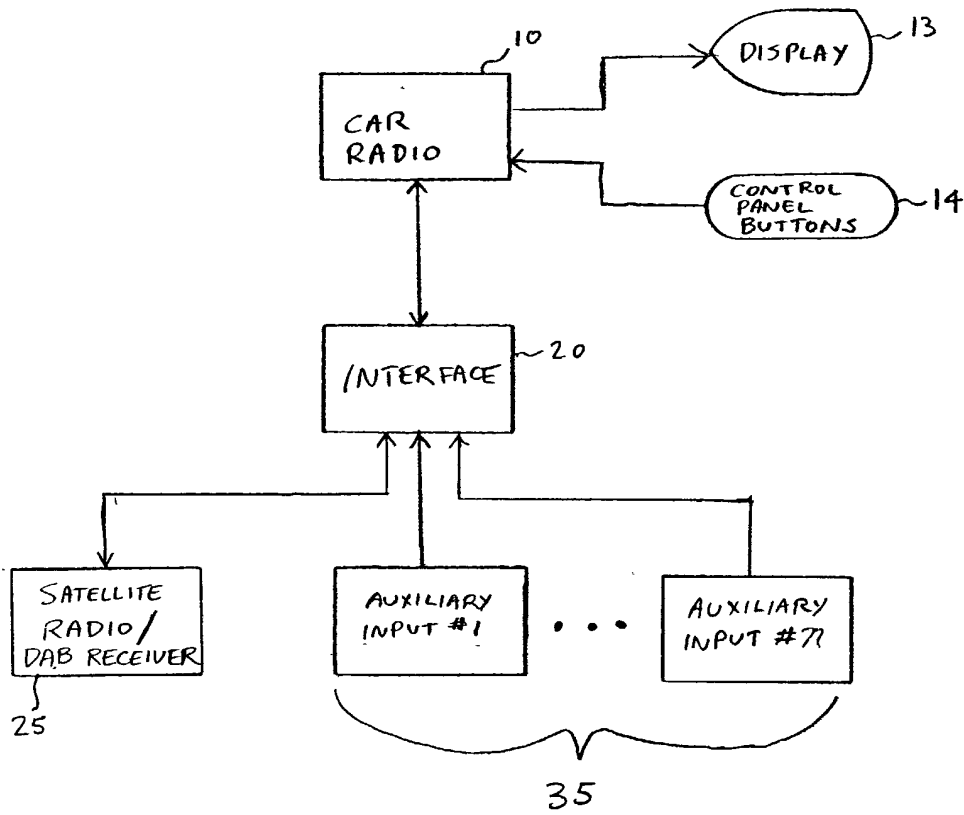 10
13
DISPLAY
CAR
RADIO
CONTROL
PANEL
BUTTONS
14
INTERFACE
20
SATELLITE
RADIO/
DAB RECEIVER
25
AUXILIARY
INPUT #1
AUXILIARY
INPUT #n
35